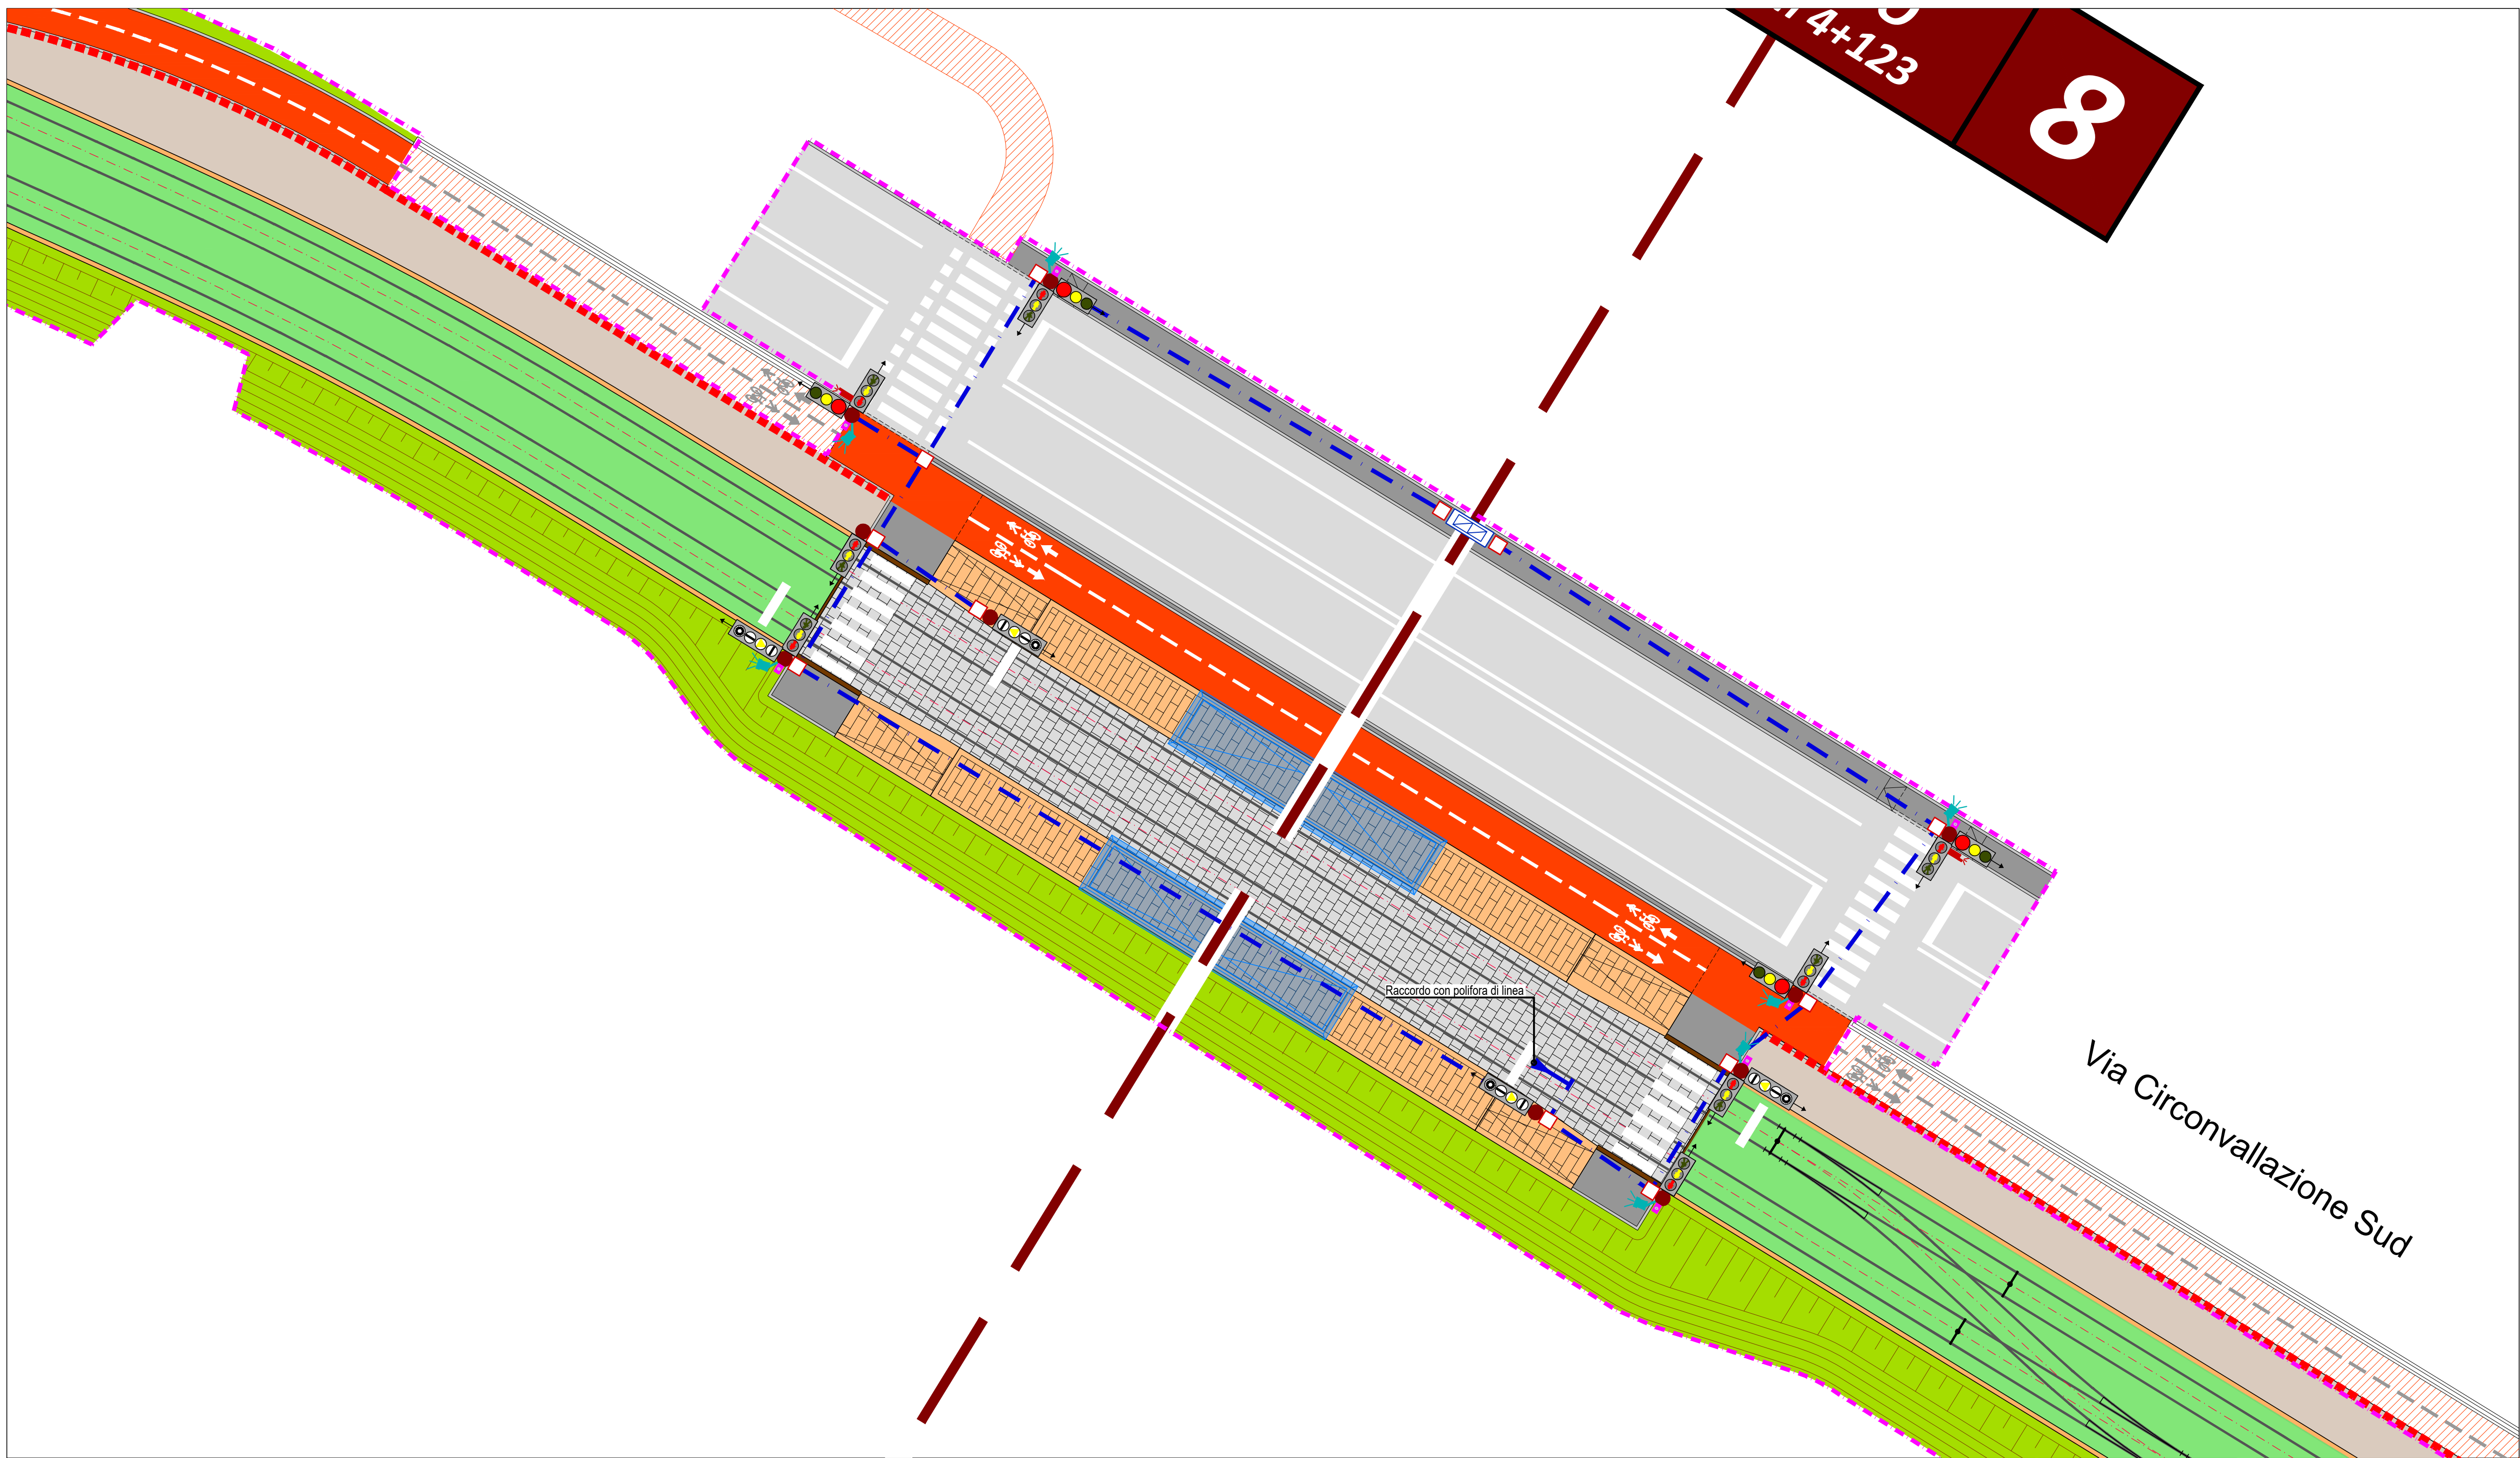 4+123
8
Raccordo con polifora di linea
Via Circonvallazione Sud